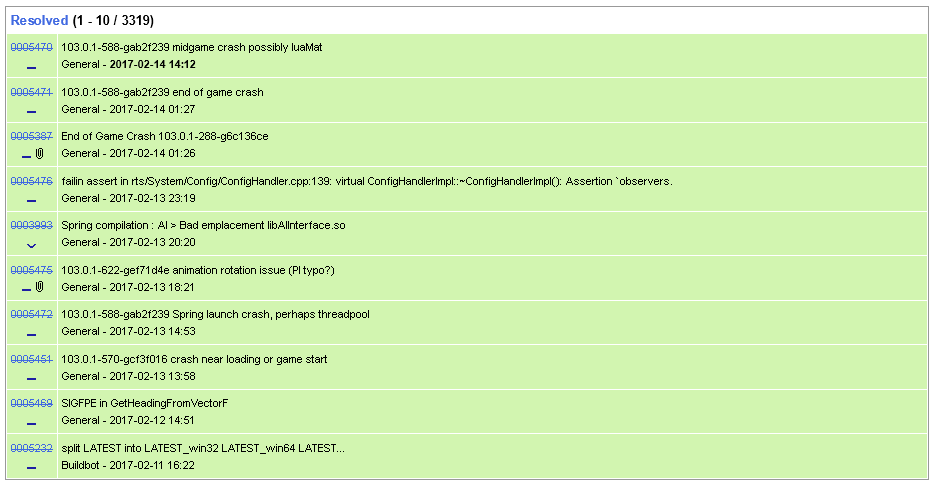 Resolved (1 - 10 / 3319)
0005470 103.0.1-588-gab2f239 midgame crash possibly luaMat
General - 2017-02-14 14:12
0005471 103.0.1-588-gab2f239 end of game crash
General - 2017-02-14 01:27
0005387 End of Game Crash 103.0.1-288-g6c136ce
General - 2017-02-14 01:26
0005476 failin assert in rts/System/Config/ConfigHandler.cpp:139: virtual ConfigHandlerImpl::~ConfigHandlerImpl(): Assertion `observers.
General - 2017-02-13 23:19
0003993 Spring compilation : AI > Bad emplacement libAIInterface.so
General - 2017-02-13 20:20
0005475 103.0.1-622-gef71d4e animation rotation issue (PI typo?)
General - 2017-02-13 18:21
0005472 103.0.1-588-gab2f239 Spring launch crash, perhaps threadpool
General - 2017-02-13 14:53
0005451 103.0.1-570-gcf3f016 crash near loading or game start
General - 2017-02-13 13:58
0005469 SIGFPE in GetHeadingFromVectorF
General - 2017-02-12 14:51
0005232 split LATEST into LATEST_win32 LATEST_win64 LATEST...
Buildbot - 2017-02-11 16:22